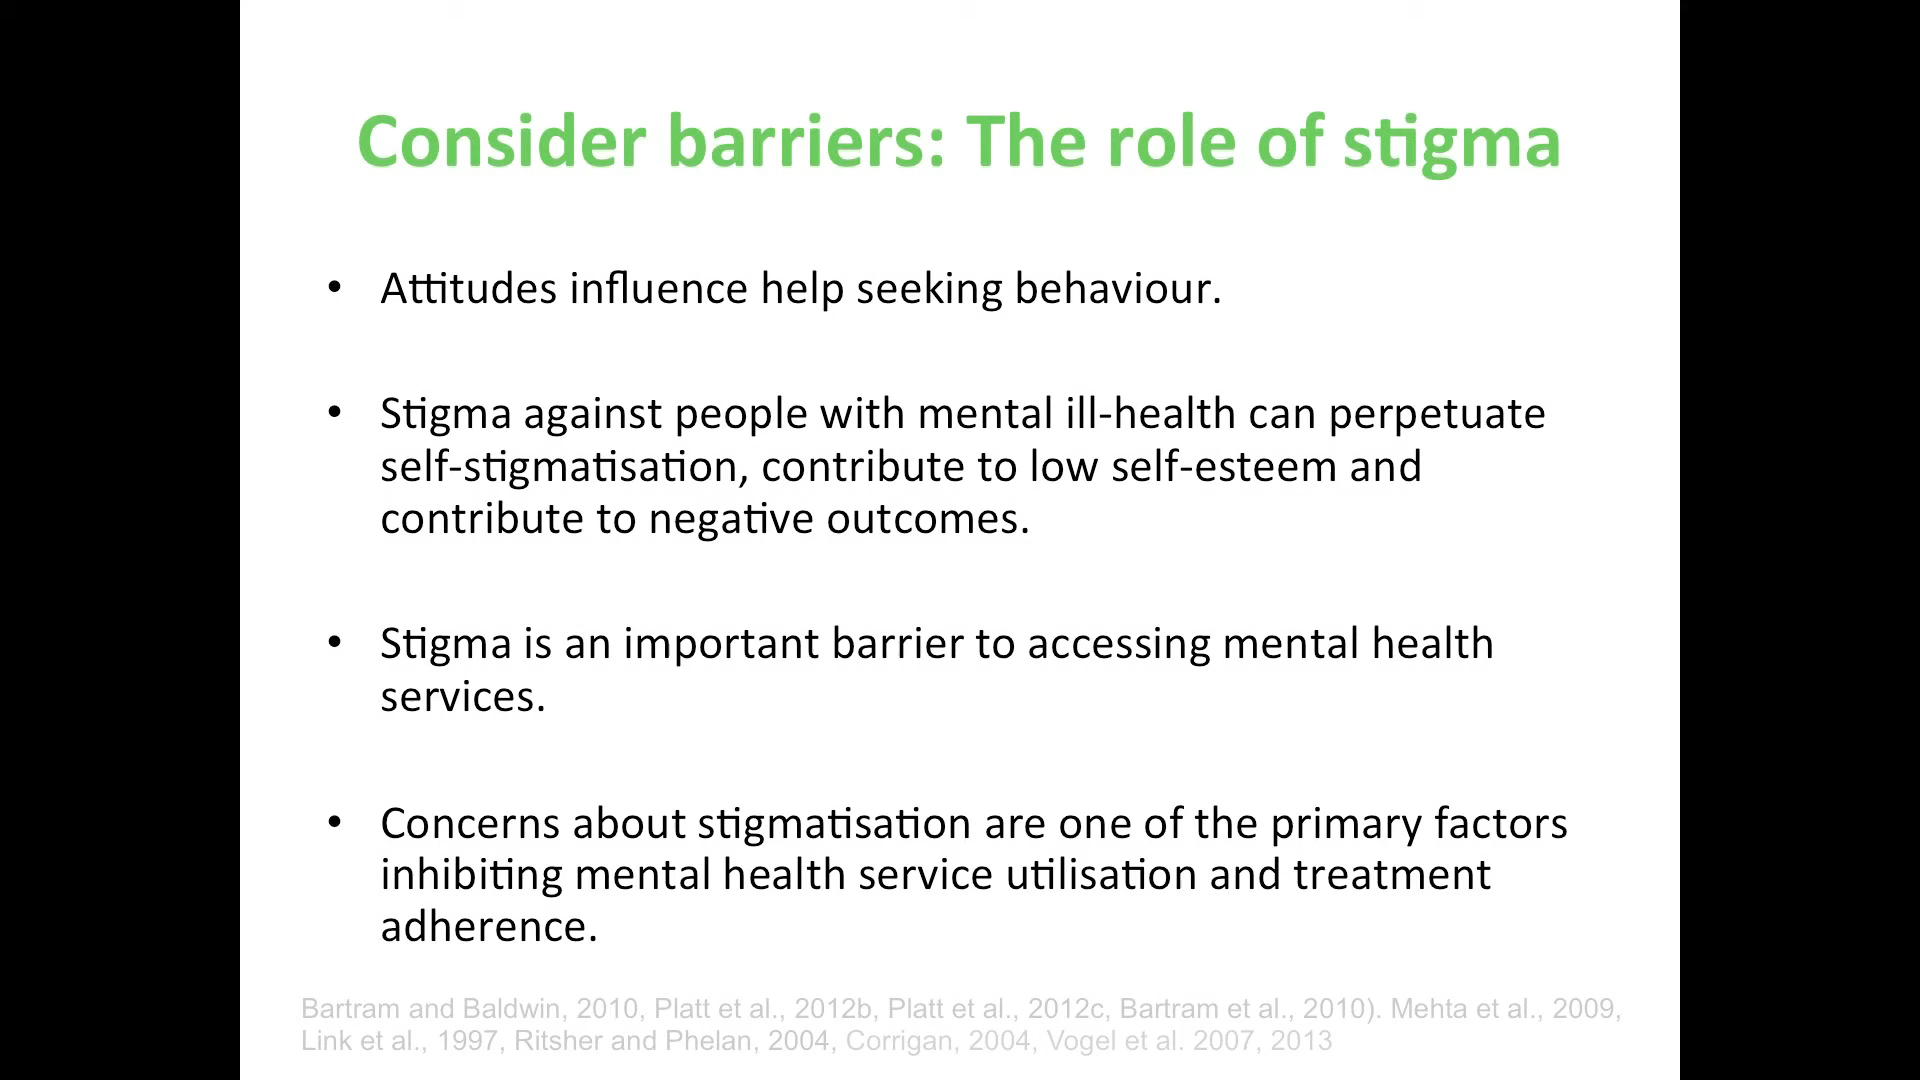 Consider barriers: The role of stigma
• Attitudes influence help seeking behaviour.
• Stigma against people with mental ill-health can perpetuate
self-stigmatisation, contribute to low self-esteem and
contribute to negative outcomes.
• Stigma is an important barrier to accessing mental health
services.
• Concerns about stigmatisation are one of the primary factors
inhibiting mental health service utilisation and treatment
adherence.
Bartram and Baldwin, 2010, Platt et al., 2012b, Platt et al., 2012c, Bartram et al., 2010). Mehta et al., 2009,
Link et al., 1997, Ritsher and Phelan, 2004, Corrigan, 2004, Vogel et al. 2007, 2013